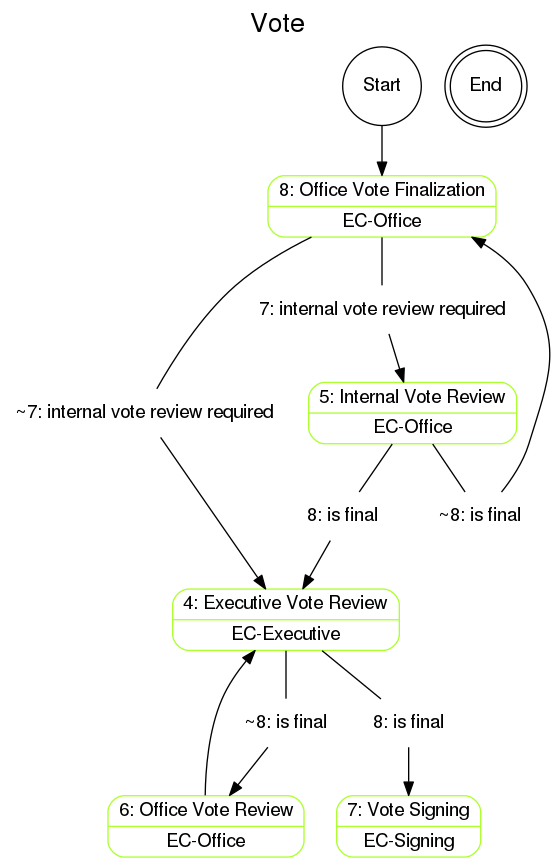 Vote
Start
End
8: Office Vote Finalization
EC-Office
7: internal vote review required
5: Internal Vote Review
EC-Office
~7: internal vote review required
8: is final
~8: is final
4: Executive Vote Review
EC-Executive
~8: is final
8: is final
6: Office Vote Review
EC-Office
7: Vote Signing
EC-Signing